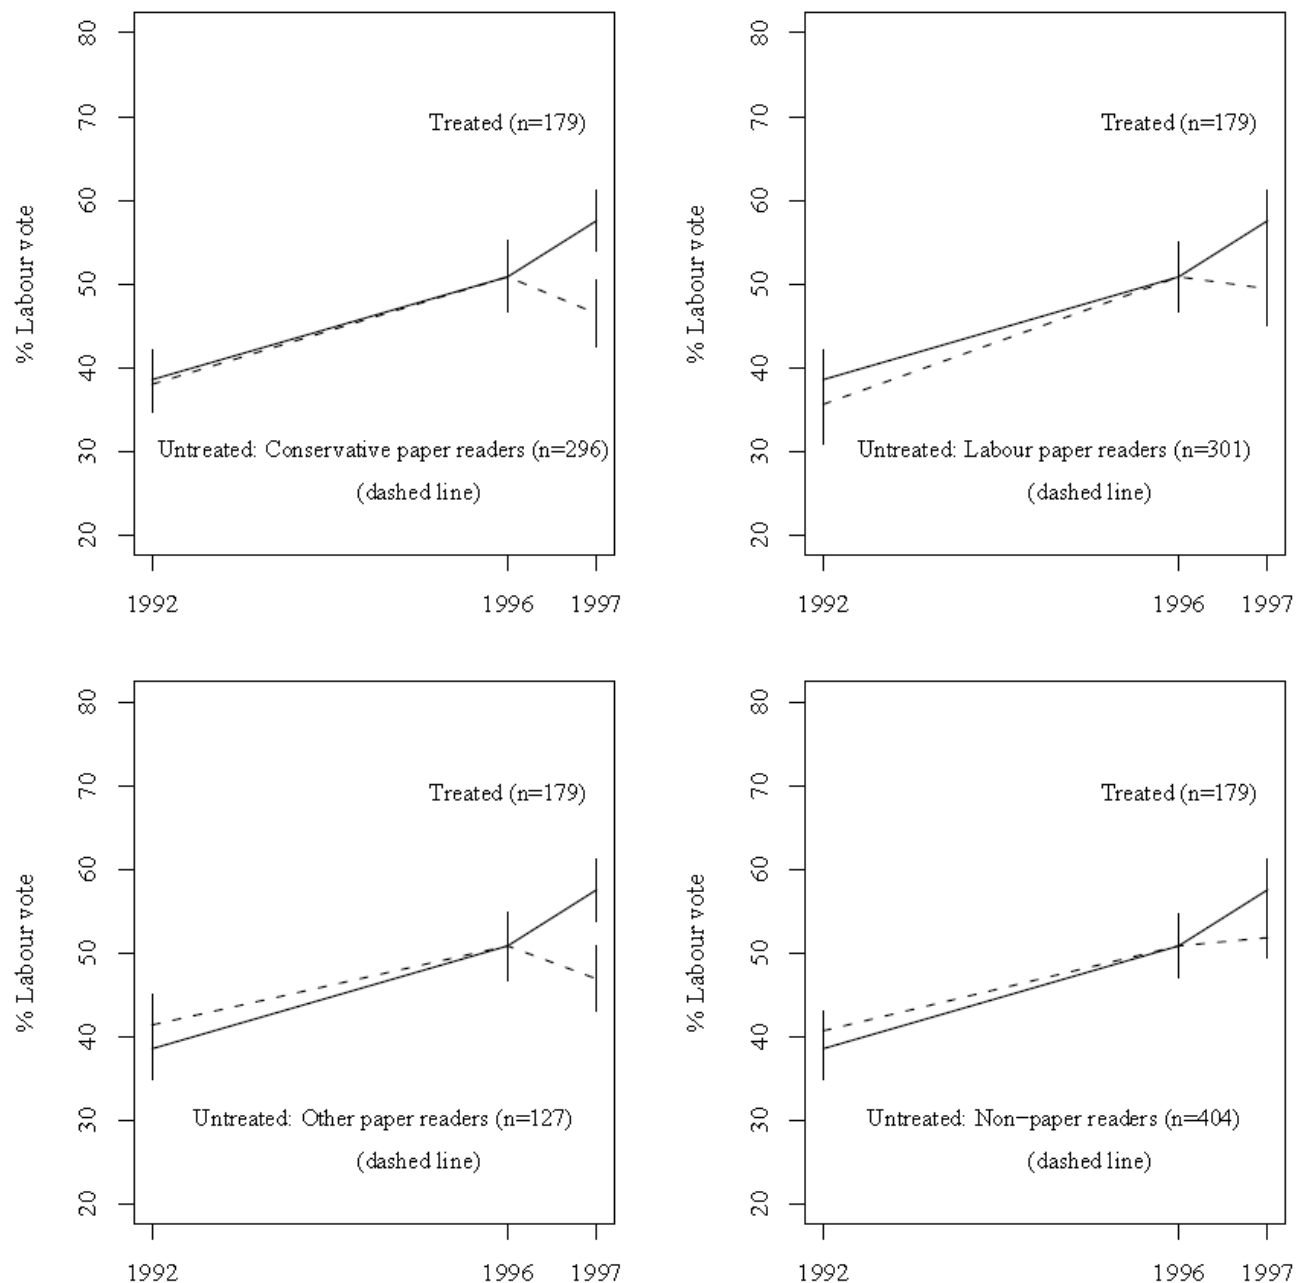 80
70
60
50
40
30
20
% Labour vote
Treated (n=179)
Untreated: Conservative paper readers (n=296)
(dashed line)
1992 1996 1997
80
70
60
50
40
30
20
% Labour vote
Treated (n=179)
Untreated: Labour paper readers (n=301)
(dashed line)
1992 1996 1997
80
70
60
50
40
30
20
% Labour vote
Treated (n=179)
Untreated: Other paper readers (n=127)
(dashed line)
1992 1996 1997
80
70
60
50
40
30
20
% Labour vote
Treated (n=179)
Untreated: Non−paper readers (n=404)
(dashed line)
1992 1996 1997